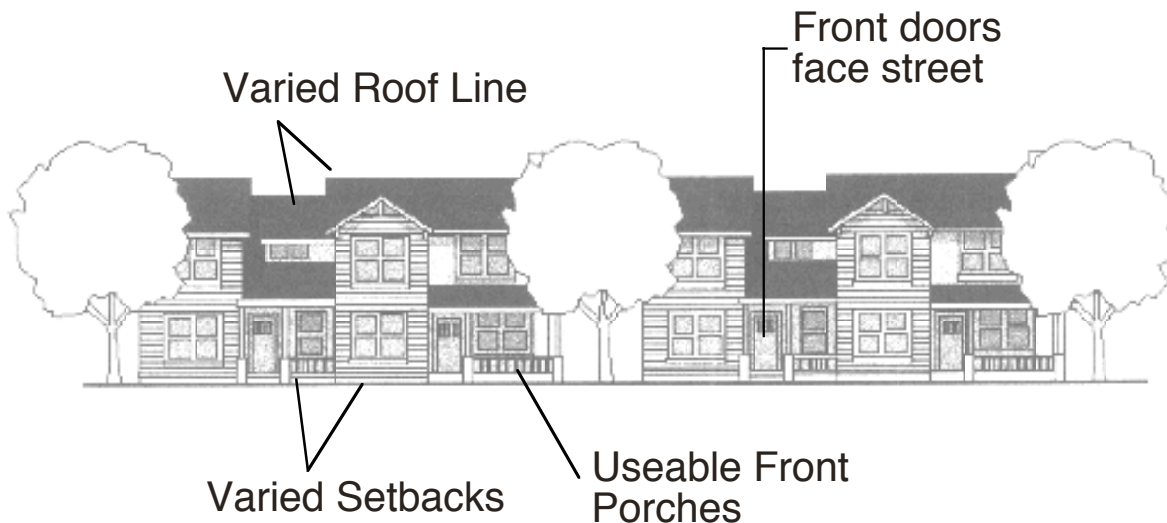 Front doors
face street
Varied Roof Line
Varied Setbacks
Useable Front
Porches